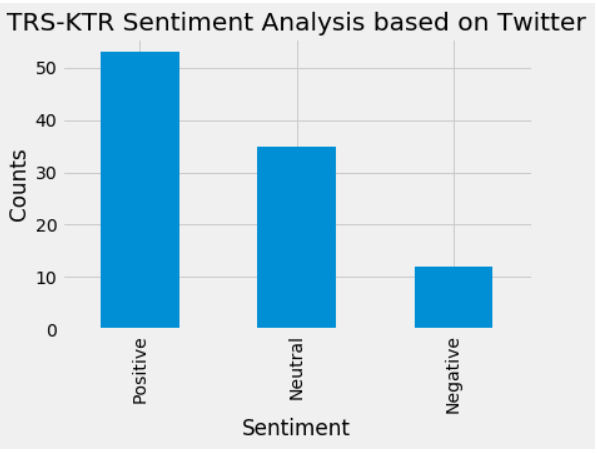 TRS-KTR Sentiment Analysis based on Twitter
50
40
30
20
10
0
Counts
Positive
Neutral
Negative
Sentiment